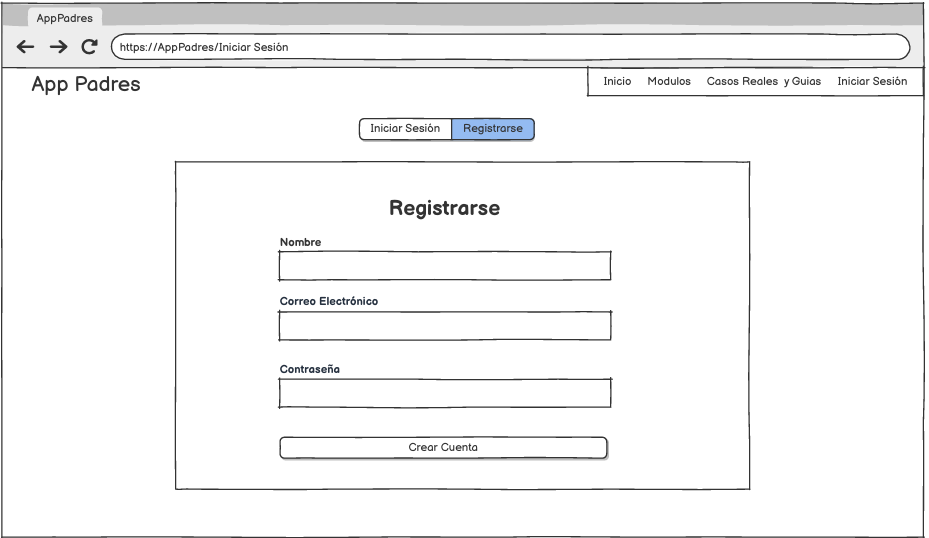 AppPadres
https://AppPadres/Iniciar Sesión
App Padres
Inicio Modulos Casos Reales y Guias Iniciar Sesión
Iniciar Sesión Registrarse
Registrarse
Nombre
Correo Electrónico
Contraseña
Crear Cuenta